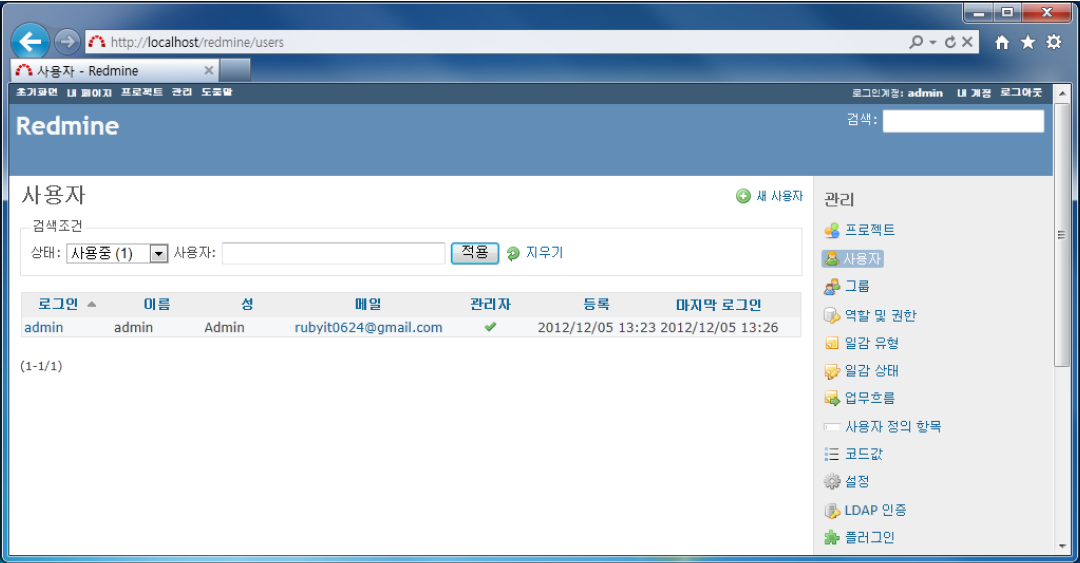 http://localhost/redmine/users
사용자 - Redmine
초기화면 내 페이지 프로젝트 관리 도움말
로그인계정: admin 내 계정 로그아웃
Redmine
검색:
사용자
새 사용자
검색조건
상태: 사용중 (1) 사용자: 적용 지우기
로그인 이름 성 메일 관리자 등록 마지막 로그인
admin admin Admin rubyit0624@gmail.com 2012/12/05 13:23 2012/12/05 13:26
(1-1/1)
관리
프로젝트
사용자
그룹
역할 및 권한
일감 유형
일감 상태
업무흐름
사용자 정의 항목
코드값
설정
LDAP 인증
플러그인